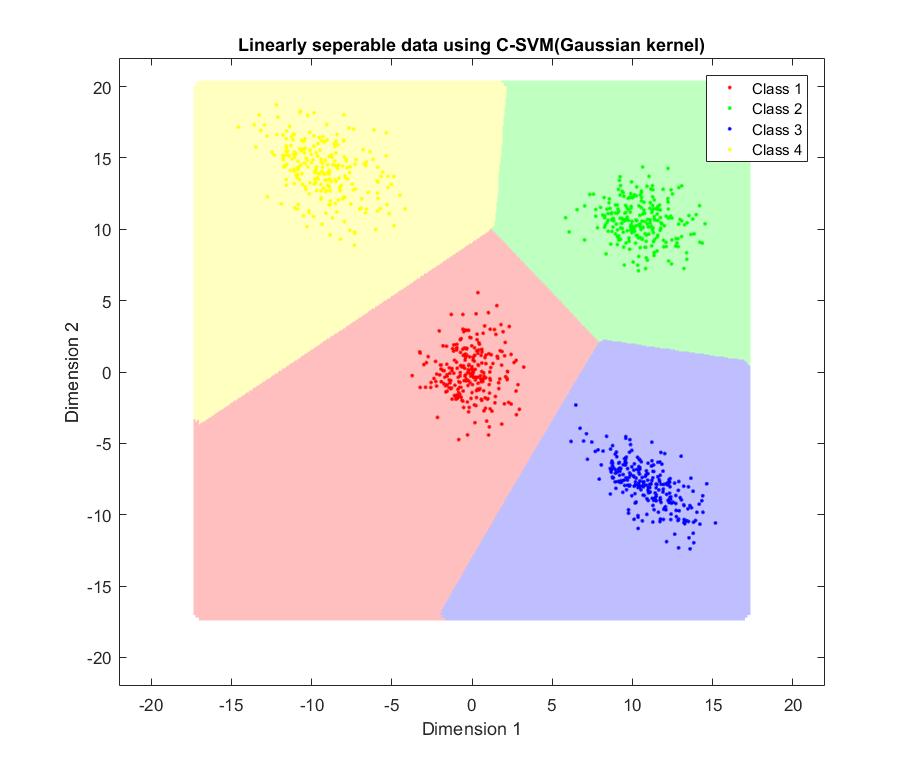 Linearly seperable data using C-SVM(Gaussian kernel)
Class 1
Class 2
Class 3
Class 4
20
15
10
5
0
-5
-10
-15
-20
Dimension 2
-20 -15 -10 -5 0 5 10 15 20
Dimension 1